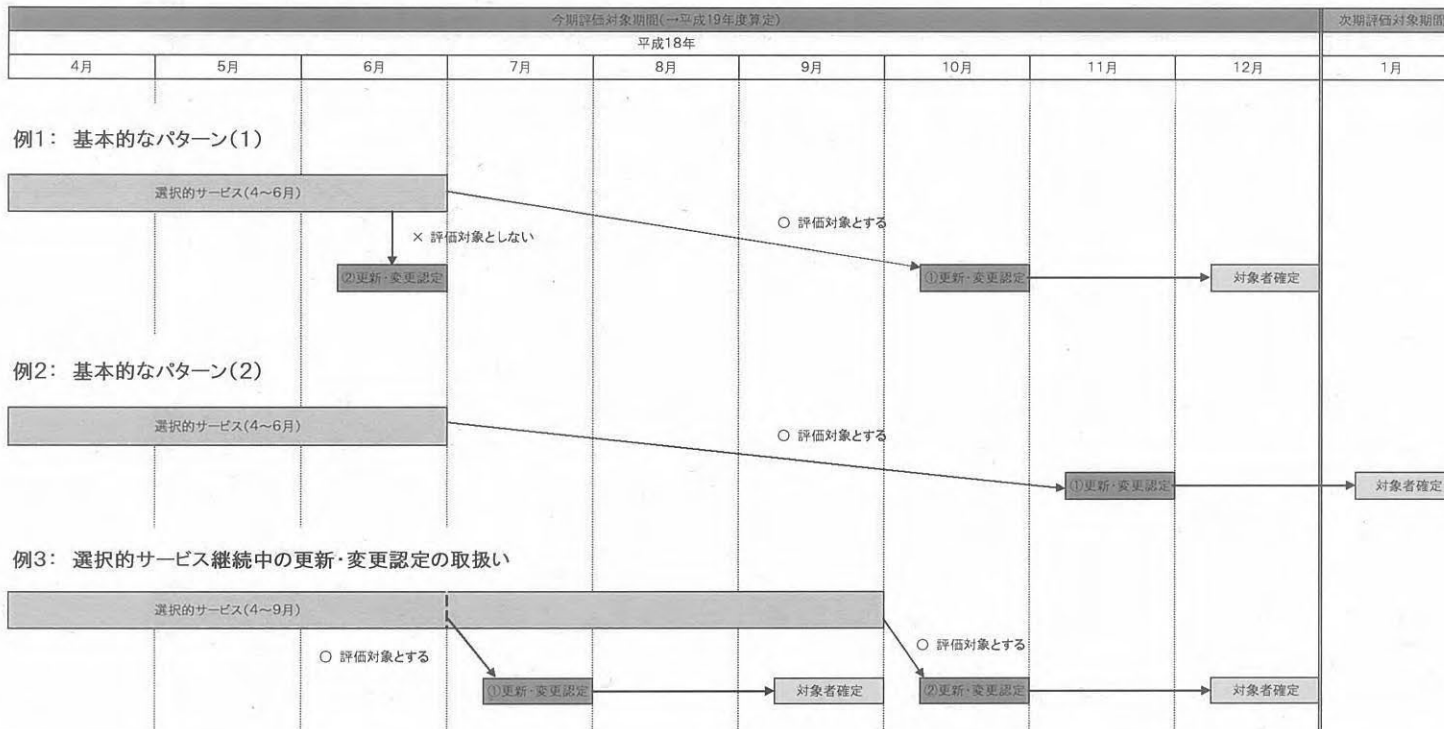 今期評価対象期間(→平成19年度算定)
次期評価対象期間
平成18年
4月 5月 6月 7月 8月 9月 10月 11月 12月 1月
例1: 基本的なパターン(1)
選択的サービス(4～6月)
○ 評価対象とする
× 評価対象としない
②更新・変更認定
①更新・変更認定
対象者確定
例2: 基本的なパターン(2)
選択的サービス(4～6月)
○ 評価対象とする
①更新・変更認定
対象者確定
例3: 選択的サービス継続中の更新・変更認定の取扱い
選択的サービス(4～9月)
○ 評価対象とする
○ 評価対象とする
①更新・変更認定
対象者確定
②更新・変更認定
対象者確定